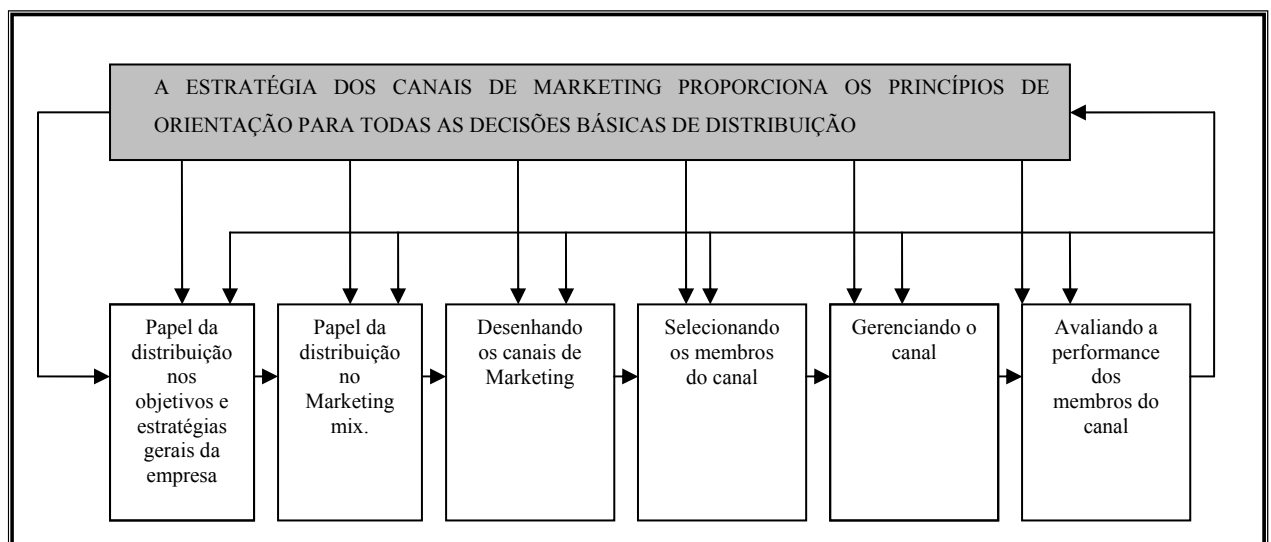 A ESTRATÉGIA DOS CANAIS DE MARKETING PROPORCIONA OS PRINCÍPIOS DE
ORIENTAÇÃO PARA TODAS AS DECISÕES BÁSICAS DE DISTRIBUIÇÃO
Papel da
distribuição
nos
objetivos e
estratégias
gerais da
empresa
Papel da
distribuição
no
Marketing
mix.
Desenhando
os canais de
Marketing
Selecionando
os membros
do canal
Gerenciando o
canal
Avaliando a
performance
dos
membros do
canal